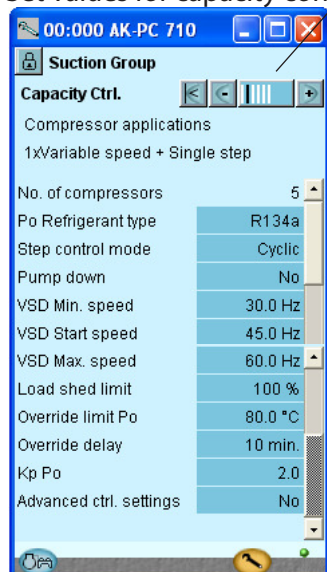 00:000 AK-PC 710
Suction Group
Capacity Ctrl.
Compressor applications
1xVariable speed + Single step
No. of compressors 5
Po Refrigerant type R134a
Step control mode Cyclic
Pump down No
VSD Min. speed 30.0 Hz
VSD Start speed 45.0 Hz
VSD Max. speed 60.0 Hz
Load shed limit 100 %
Override limit Po 80.0 °C
Override delay 10 min.
Kp Po 2.0
Advanced ctrl. settings No